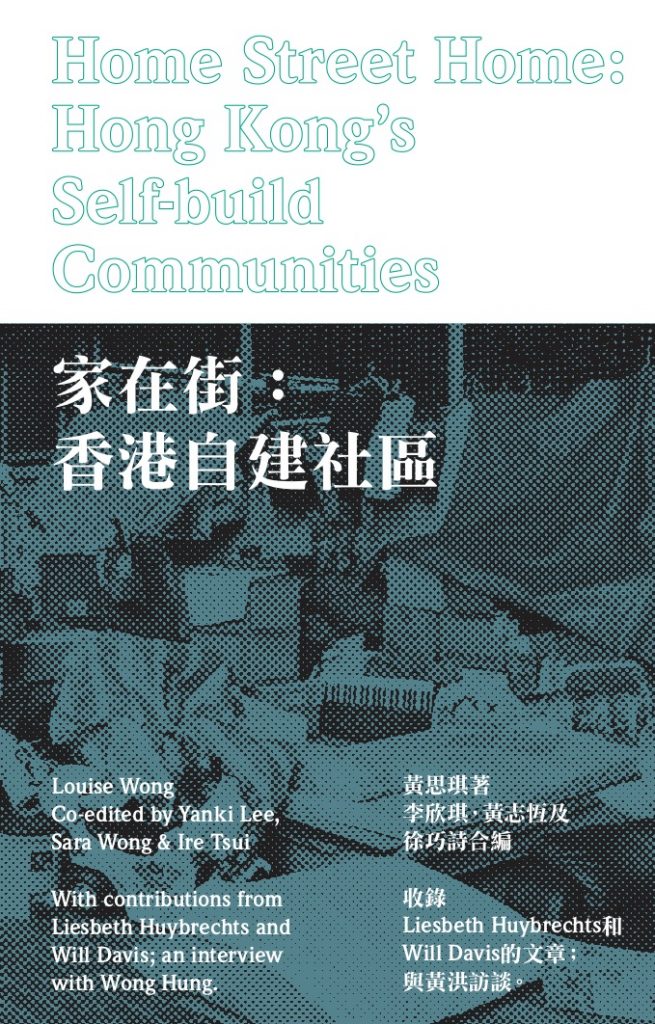 Home Street Home:
Hong Kong’s
Self-build
Communities
家在街：
香港自建社區
Louise Wong
Co-edited by Yanki Lee,
Sara Wong & Ire Tsui
With contributions from
Liesbeth Huybrechts and
Will Davis; an interview
with Wong Hung.
黃思琪著
李欣琪·黃志恆及
徐巧詩合編
收錄
Liesbeth Huybrechts和
Will Davis的文章；
與黃洪訪談。